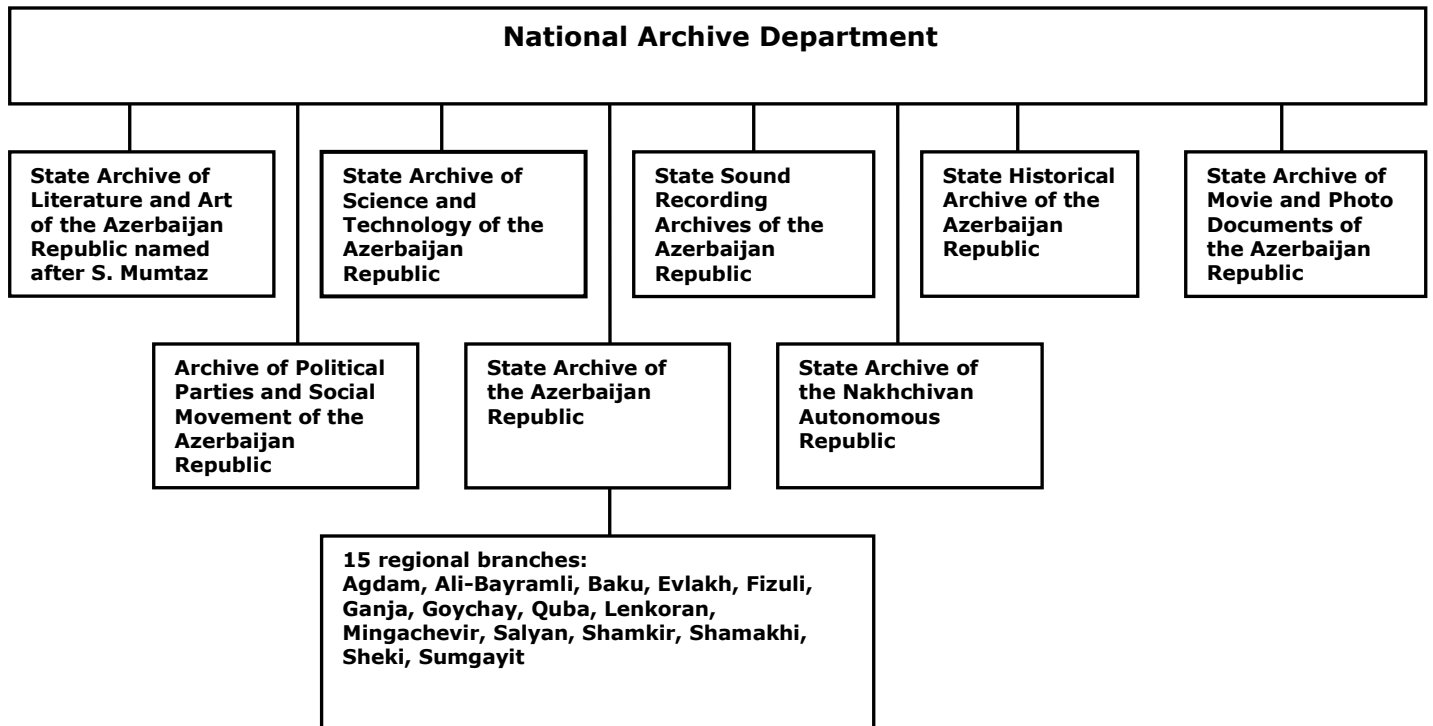 National Archive Department
State Archive of
Literature and Art
of the Azerbaijan
Republic named
after S. Mumtaz
State Archive of
Science and
Technology of the
Azerbaijan
Republic
State Sound
Recording
Archives of the
Azerbaijan
Republic
State Historical
Archive of the
Azerbaijan
Republic
State Archive of
Movie and Photo
Documents of
the Azerbaijan
Republic
Archive of Political
Parties and Social
Movement of the
Azerbaijan
Republic
State Archive of
the Azerbaijan
Republic
State Archive of
the Nakhchivan
Autonomous
Republic
15 regional branches:
Agdam, Ali-Bayramli, Baku, Evlakh, Fizuli,
Ganja, Goychay, Quba, Lenkoran,
Mingachevir, Salyan, Shamkir, Shamakhi,
Sheki, Sumgayit